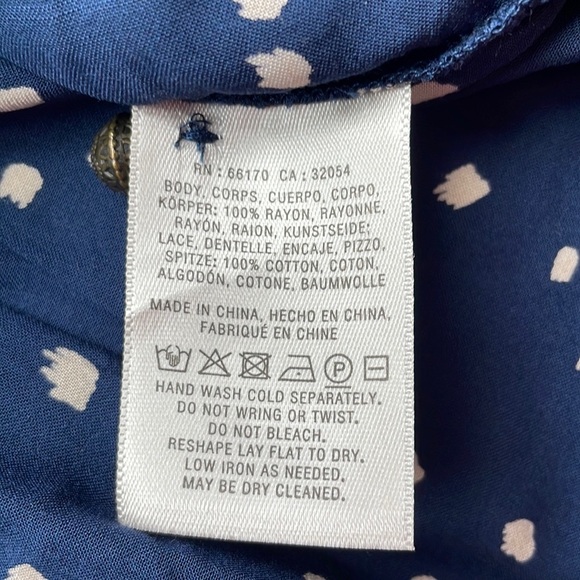 RN : 66170 CA : 32054
BODY, CORPS, CUERPO, CORPO,
KÖRPER: 100% RAYON, RAYONNE,
RAYÓN, RAION, KUNSTSEIDE;
LACE, DENTELLE, ENCAJE, PIZZO,
SPITZE: 100% COTTON, COTON,
ALGODÓN, COTONE, BAUMWOLLE
MADE IN CHINA, HECHO EN CHINA,
FABRIQUÉ EN CHINE
P
HAND WASH COLD SEPARATELY.
DO NOT WRING OR TWIST.
DO NOT BLEACH.
RESHAPE LAY FLAT TO DRY.
LOW IRON AS NEEDED.
MAY BE DRY CLEANED.